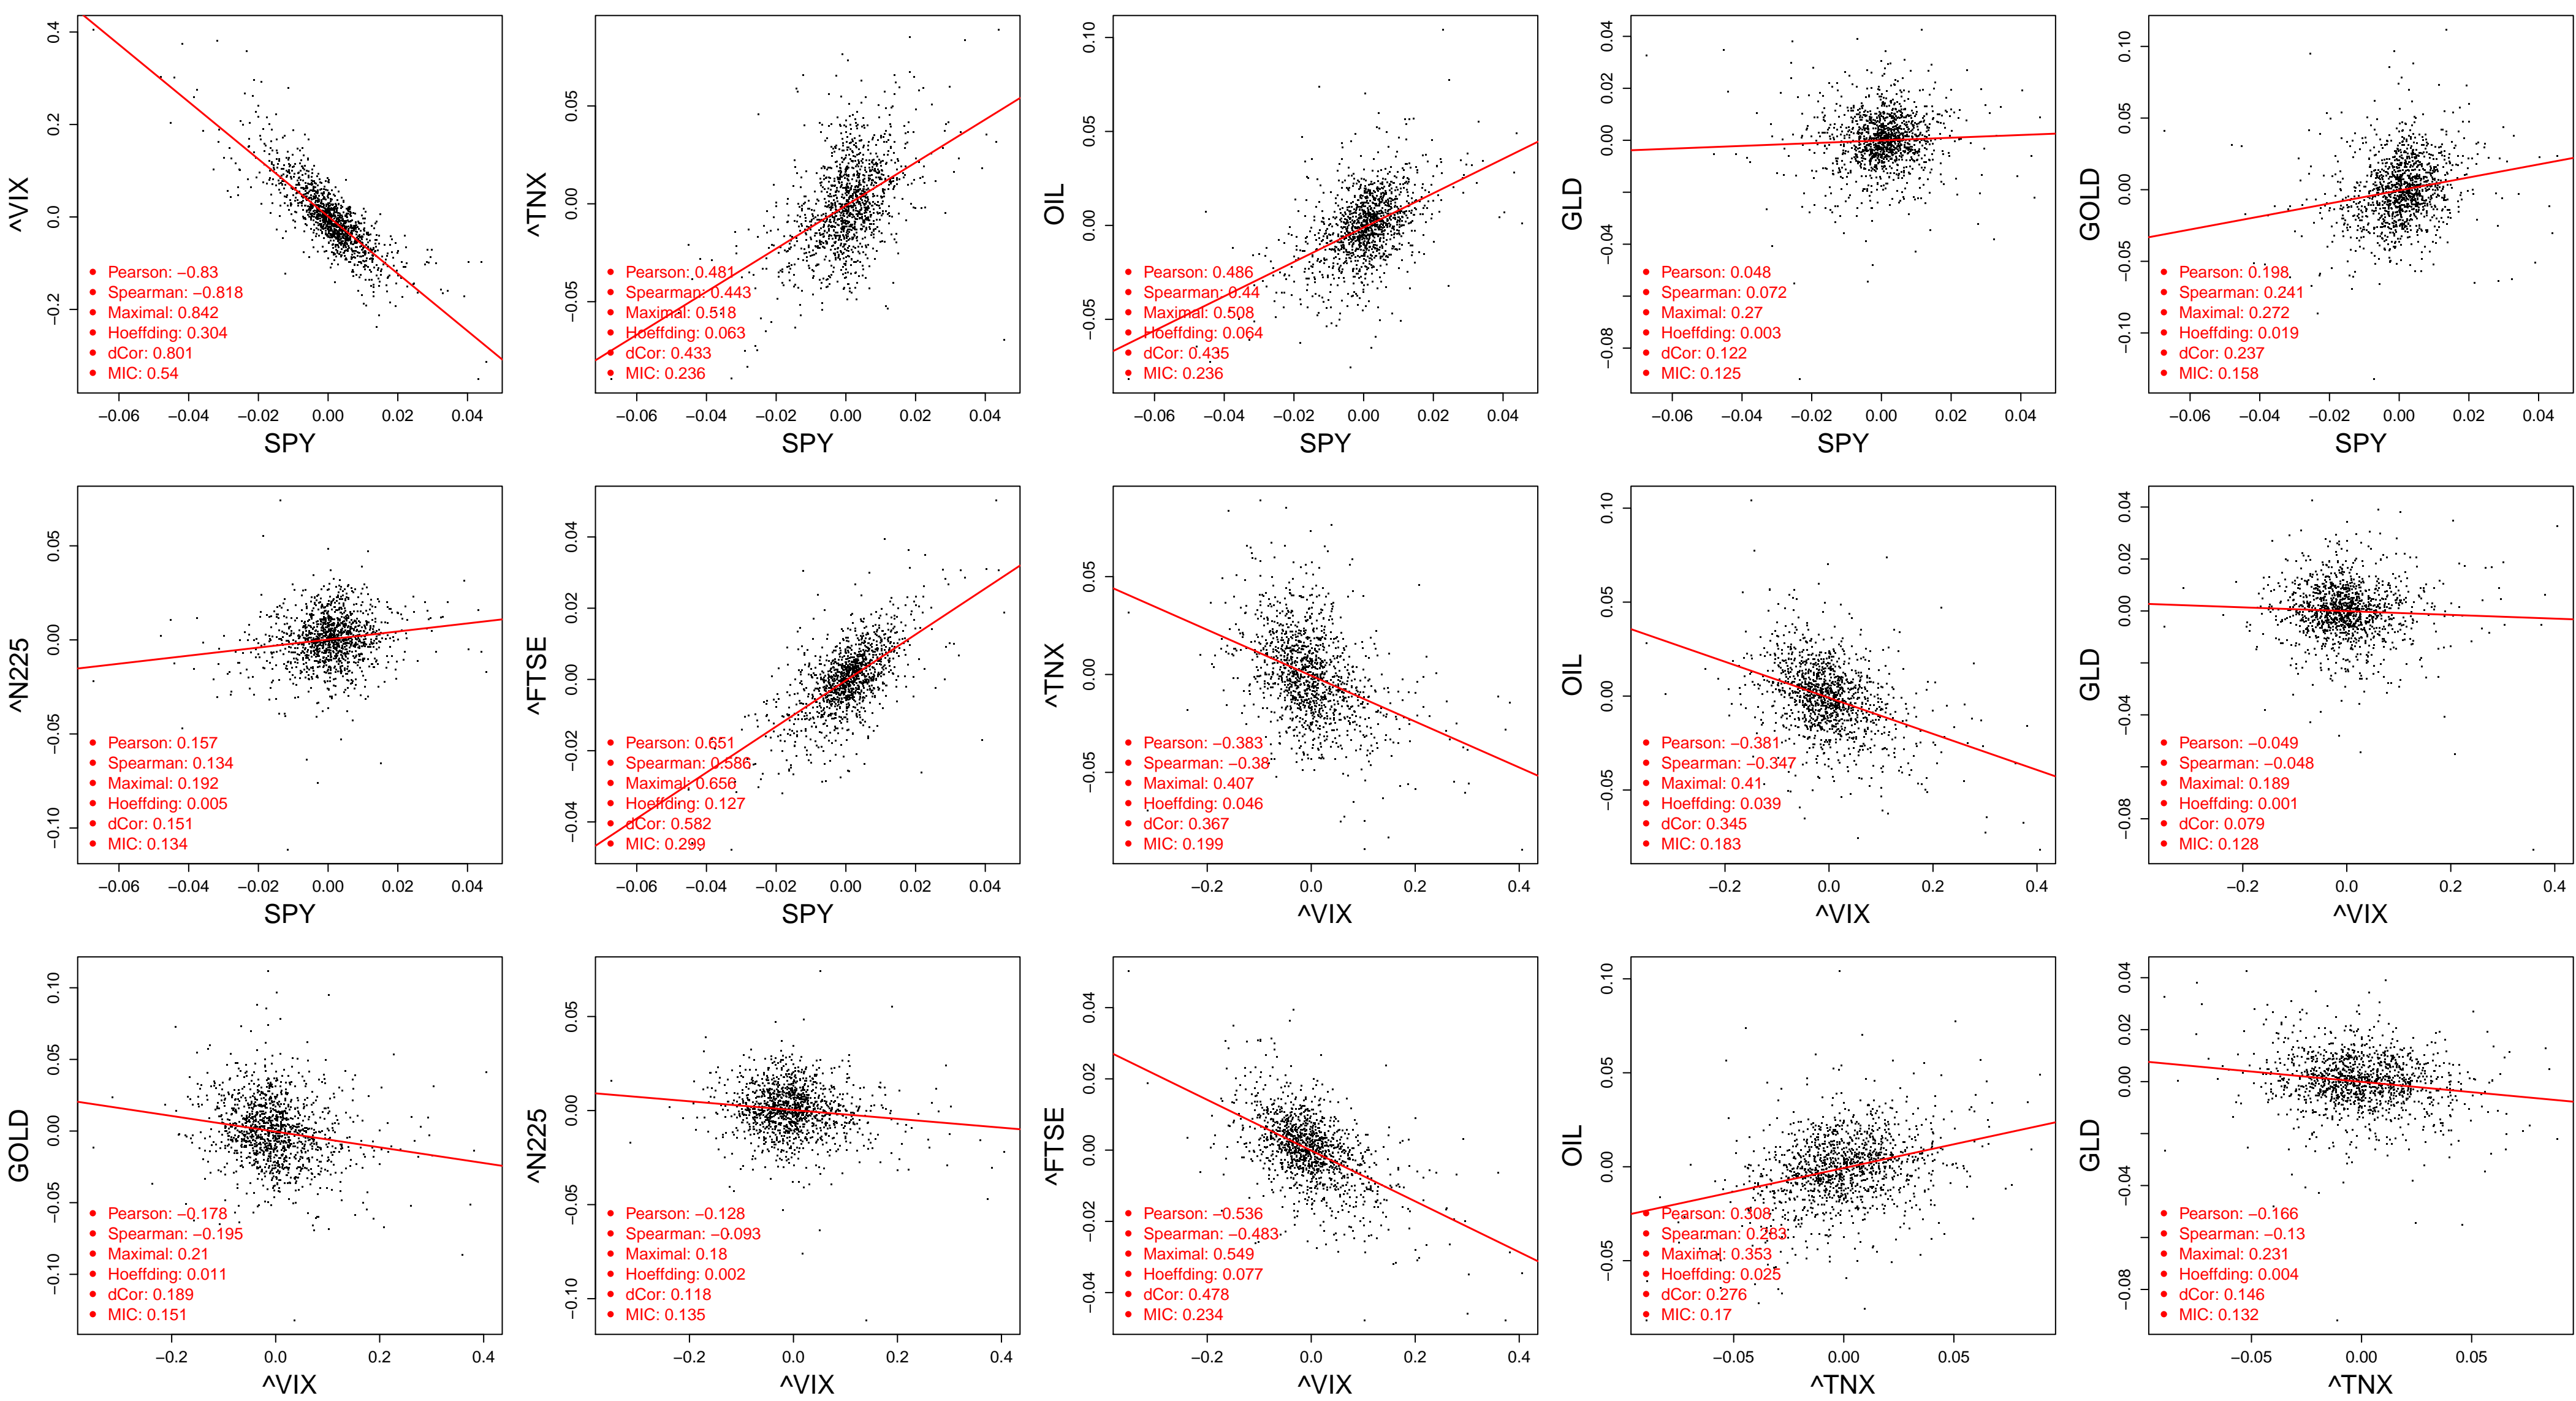 ^VIX
0.4
0.2
0.0
−0.2
Pearson: −0.83
Spearman: −0.818
Maximal: 0.842
Hoeffding: 0.304
dCor: 0.801
MIC: 0.54
−0.06 −0.04 −0.02 0.00 0.02 0.04
SPY
^TNX
0.05
0.00
−0.05
Pearson: 0.481
Spearman: 0.443
Maximal: 0.518
Hoeffding: 0.063
dCor: 0.433
MIC: 0.236
−0.06 −0.04 −0.02 0.00 0.02 0.04
SPY
OIL
0.10
0.05
0.00
−0.05
Pearson: 0.486
Spearman: 0.44
Maximal: 0.508
Hoeffding: 0.064
dCor: 0.435
MIC: 0.236
−0.06 −0.04 −0.02 0.00 0.02 0.04
SPY
GLD
0.04
0.02
0.00
−0.04
−0.08
Pearson: 0.048
Spearman: 0.072
Maximal: 0.27
Hoeffding: 0.003
dCor: 0.122
MIC: 0.125
−0.06 −0.04 −0.02 0.00 0.02 0.04
SPY
GOLD
0.10
0.05
0.00
−0.05
−0.10
Pearson: 0.198
Spearman: 0.241
Maximal: 0.272
Hoeffding: 0.019
dCor: 0.237
MIC: 0.158
−0.06 −0.04 −0.02 0.00 0.02 0.04
SPY
^N225
0.05
0.00
−0.05
−0.10
Pearson: 0.157
Spearman: 0.134
Maximal: 0.192
Hoeffding: 0.005
dCor: 0.151
MIC: 0.134
−0.06 −0.04 −0.02 0.00 0.02 0.04
SPY
^FTSE
0.04
0.02
0.00
−0.02
−0.04
Pearson: 0.651
Spearman: 0.586
Maximal: 0.656
Hoeffding: 0.127
dCor: 0.582
MIC: 0.299
−0.06 −0.04 −0.02 0.00 0.02 0.04
SPY
^TNX
0.05
0.00
−0.05
Pearson: −0.383
Spearman: −0.38
Maximal: 0.407
Hoeffding: 0.046
dCor: 0.367
MIC: 0.199
−0.2 0.0 0.2 0.4
^VIX
OIL
0.10
0.05
0.00
−0.05
Pearson: −0.381
Spearman: −0.347
Maximal: 0.41
Hoeffding: 0.039
dCor: 0.345
MIC: 0.183
−0.2 0.0 0.2 0.4
^VIX
GLD
0.04
0.02
0.00
−0.04
−0.08
Pearson: −0.049
Spearman: −0.048
Maximal: 0.189
Hoeffding: 0.001
dCor: 0.079
MIC: 0.128
−0.2 0.0 0.2 0.4
^VIX
GOLD
0.10
0.05
0.00
−0.05
−0.10
Pearson: −0.178
Spearman: −0.195
Maximal: 0.21
Hoeffding: 0.011
dCor: 0.189
MIC: 0.151
−0.2 0.0 0.2 0.4
^VIX
^N225
0.05
0.00
−0.05
−0.10
Pearson: −0.128
Spearman: −0.093
Maximal: 0.18
Hoeffding: 0.002
dCor: 0.118
MIC: 0.135
−0.2 0.0 0.2 0.4
^VIX
^FTSE
0.04
0.02
0.00
−0.02
−0.04
Pearson: −0.536
Spearman: −0.483
Maximal: 0.549
Hoeffding: 0.077
dCor: 0.478
MIC: 0.234
−0.2 0.0 0.2 0.4
^VIX
OIL
0.10
0.05
0.00
−0.05
Pearson: 0.308
Spearman: 0.283
Maximal: 0.353
Hoeffding: 0.025
dCor: 0.276
MIC: 0.17
−0.05 0.00 0.05
^TNX
GLD
0.04
0.02
0.00
−0.04
−0.08
Pearson: −0.166
Spearman: −0.13
Maximal: 0.231
Hoeffding: 0.004
dCor: 0.146
MIC: 0.132
−0.05 0.00 0.05
^TNX